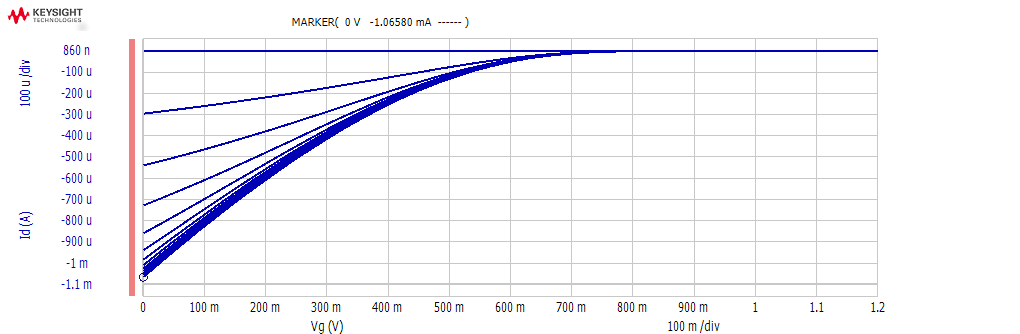 KEYSIGHT
TECHNOLOGIES
MARKER( 0 V -1.06580 mA ------ )
860 n
-100 u
-200 u
-300 u
-400 u
-500 u
-600 u
-700 u
-800 u
-900 u
-1 m
-1.1 m
100 u /div
Id (A)
0 100 m 200 m 300 m 400 m 500 m 600 m 700 m 800 m 900 m 1 1.1 1.2
Vg (V) 100 m /div